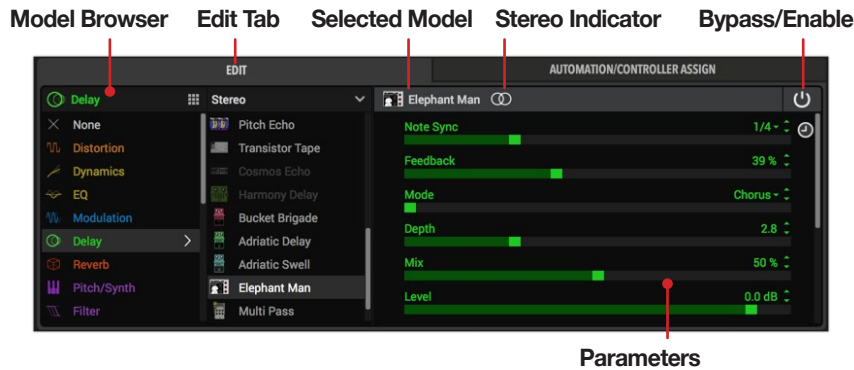 Model Browser Edit Tab Selected Model Stereo Indicator Bypass/Enable
EDIT AUTOMATION/CONTROLLER ASSIGN
Delay Stereo Elephant Man
None
Distortion
Dynamics
EQ
Modulation
Delay
Reverb
Pitch/Synth
Filter
Pitch Echo
Transistor Tape
Cosmos Echo
Harmony Delay
Bucket Brigade
Adriatic Delay
Adriatic Swell
Elephant Man
Multi Pass
Note Sync 1/4
Feedback 39 %
Mode Chorus
Depth 2.8
Mix 50 %
Level 0.0 dB
Parameters